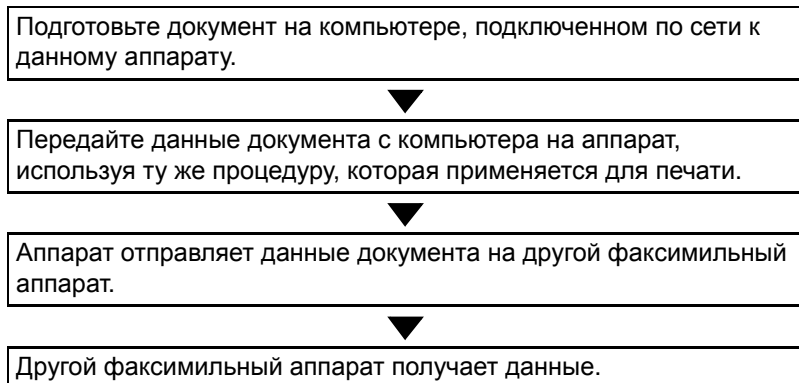 Подготовьте документ на компьютере, подключенном по сети к
данному аппарату.
Передайте данные документа с компьютера на аппарат,
используя ту же процедуру, которая применяется для печати.
Аппарат отправляет данные документа на другой факсимильный
аппарат.
Другой факсимильный аппарат получает данные.